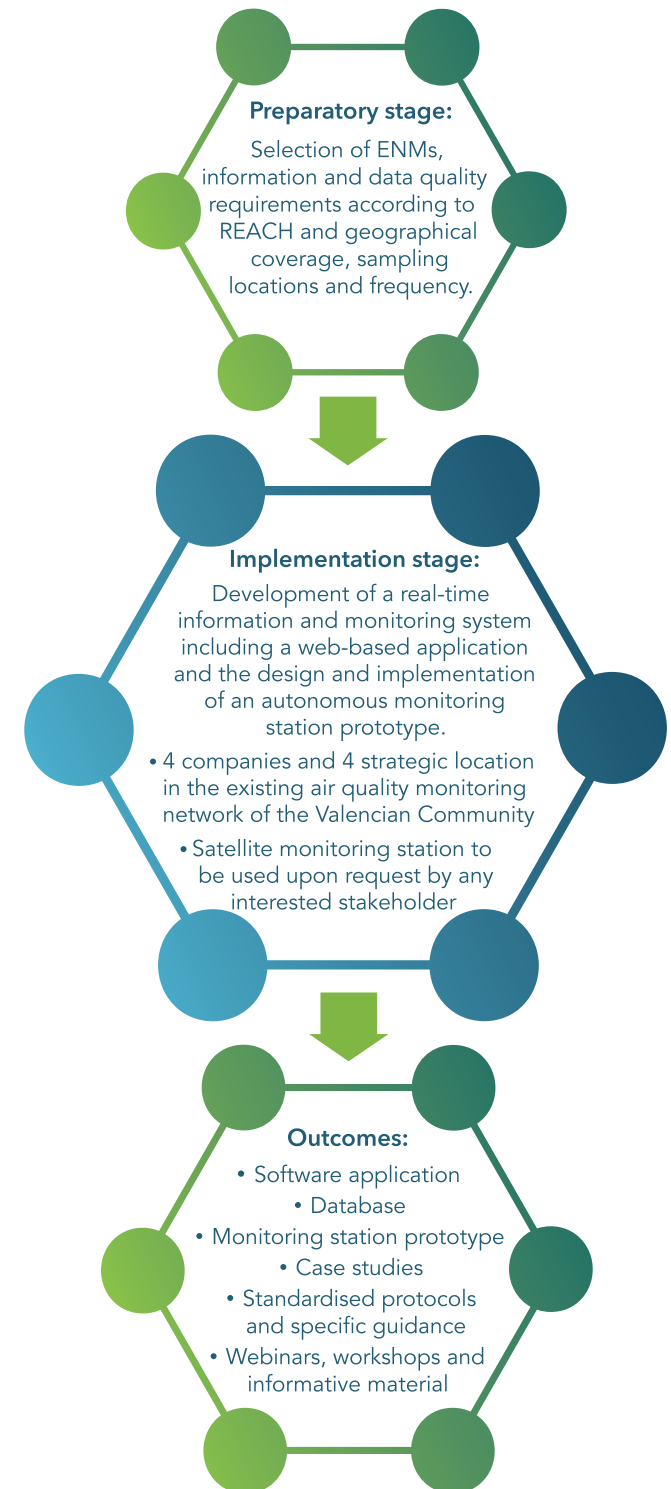 Preparatory stage:
Selection of ENMs,
information and data quality
requirements according to
REACH and geographical
coverage, sampling
locations and frequency.
Implementation stage:
Development of a real-time
information and monitoring system
including a web-based application
and the design and implementation
of an autonomous monitoring
station prototype.
• 4 companies and 4 strategic location
in the existing air quality monitoring
network of the Valencian Community
• Satellite monitoring station to
be used upon request by any
interested stakeholder
Outcomes:
• Software application
• Database
• Monitoring station prototype
• Case studies
• Standardised protocols
and specific guidance
• Webinars, workshops and
informative material